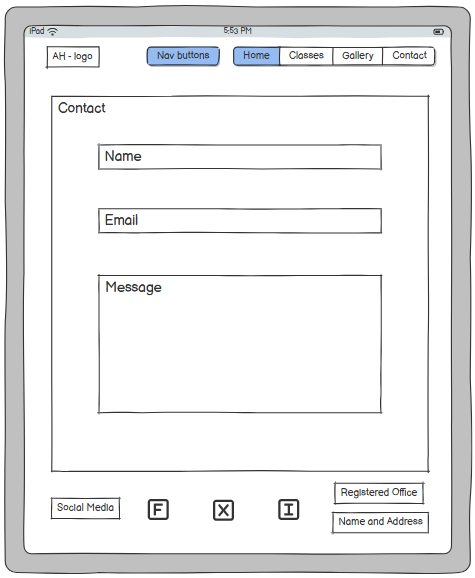 iPad 5:53 PM
AH - logo Nav buttons Home Classes Gallery Contact
Contact
Name
Email
Message
Registered Office
Social Media F X I
Name and Address